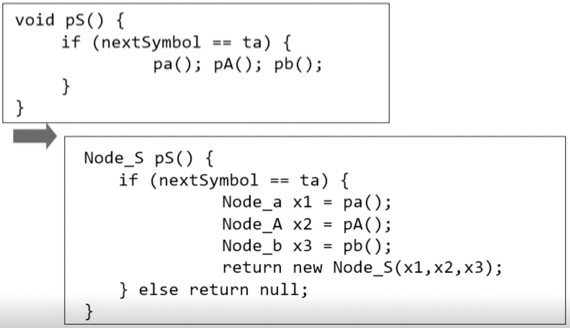 void pS() {
if (nextSymbol == ta) {
pa(); pA(); pb();
}
}
Node_S pS() {
if (nextSymbol == ta) {
Node_a x1 = pa();
Node_A x2 = pA();
Node_b x3 = pb();
return new Node_S(x1,x2,x3);
} else return null;
}